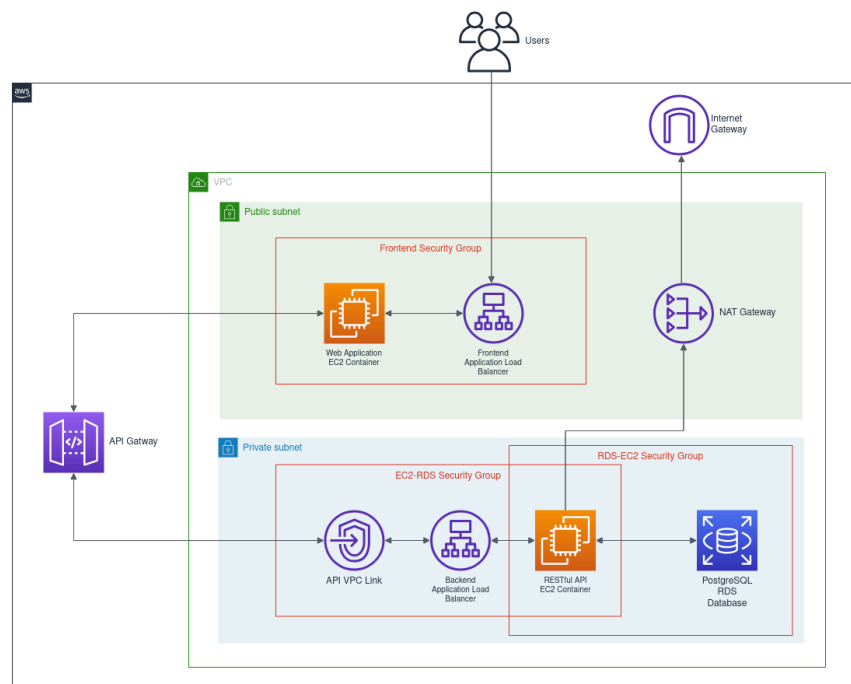 Users
aws
Internet
Gateway
VPC
Public subnet
Frontend Security Group
NAT Gateway
Web Application
EC2 Container
Frontend
Application Load
Balancer
API Gatway
Private subnet
RDS-EC2 Security Group
EC2-RDS Security Group
API VPC Link
Backend
Application Load
Balancer
RESTful API
EC2 Container
PostgreSQL
RDS
Database